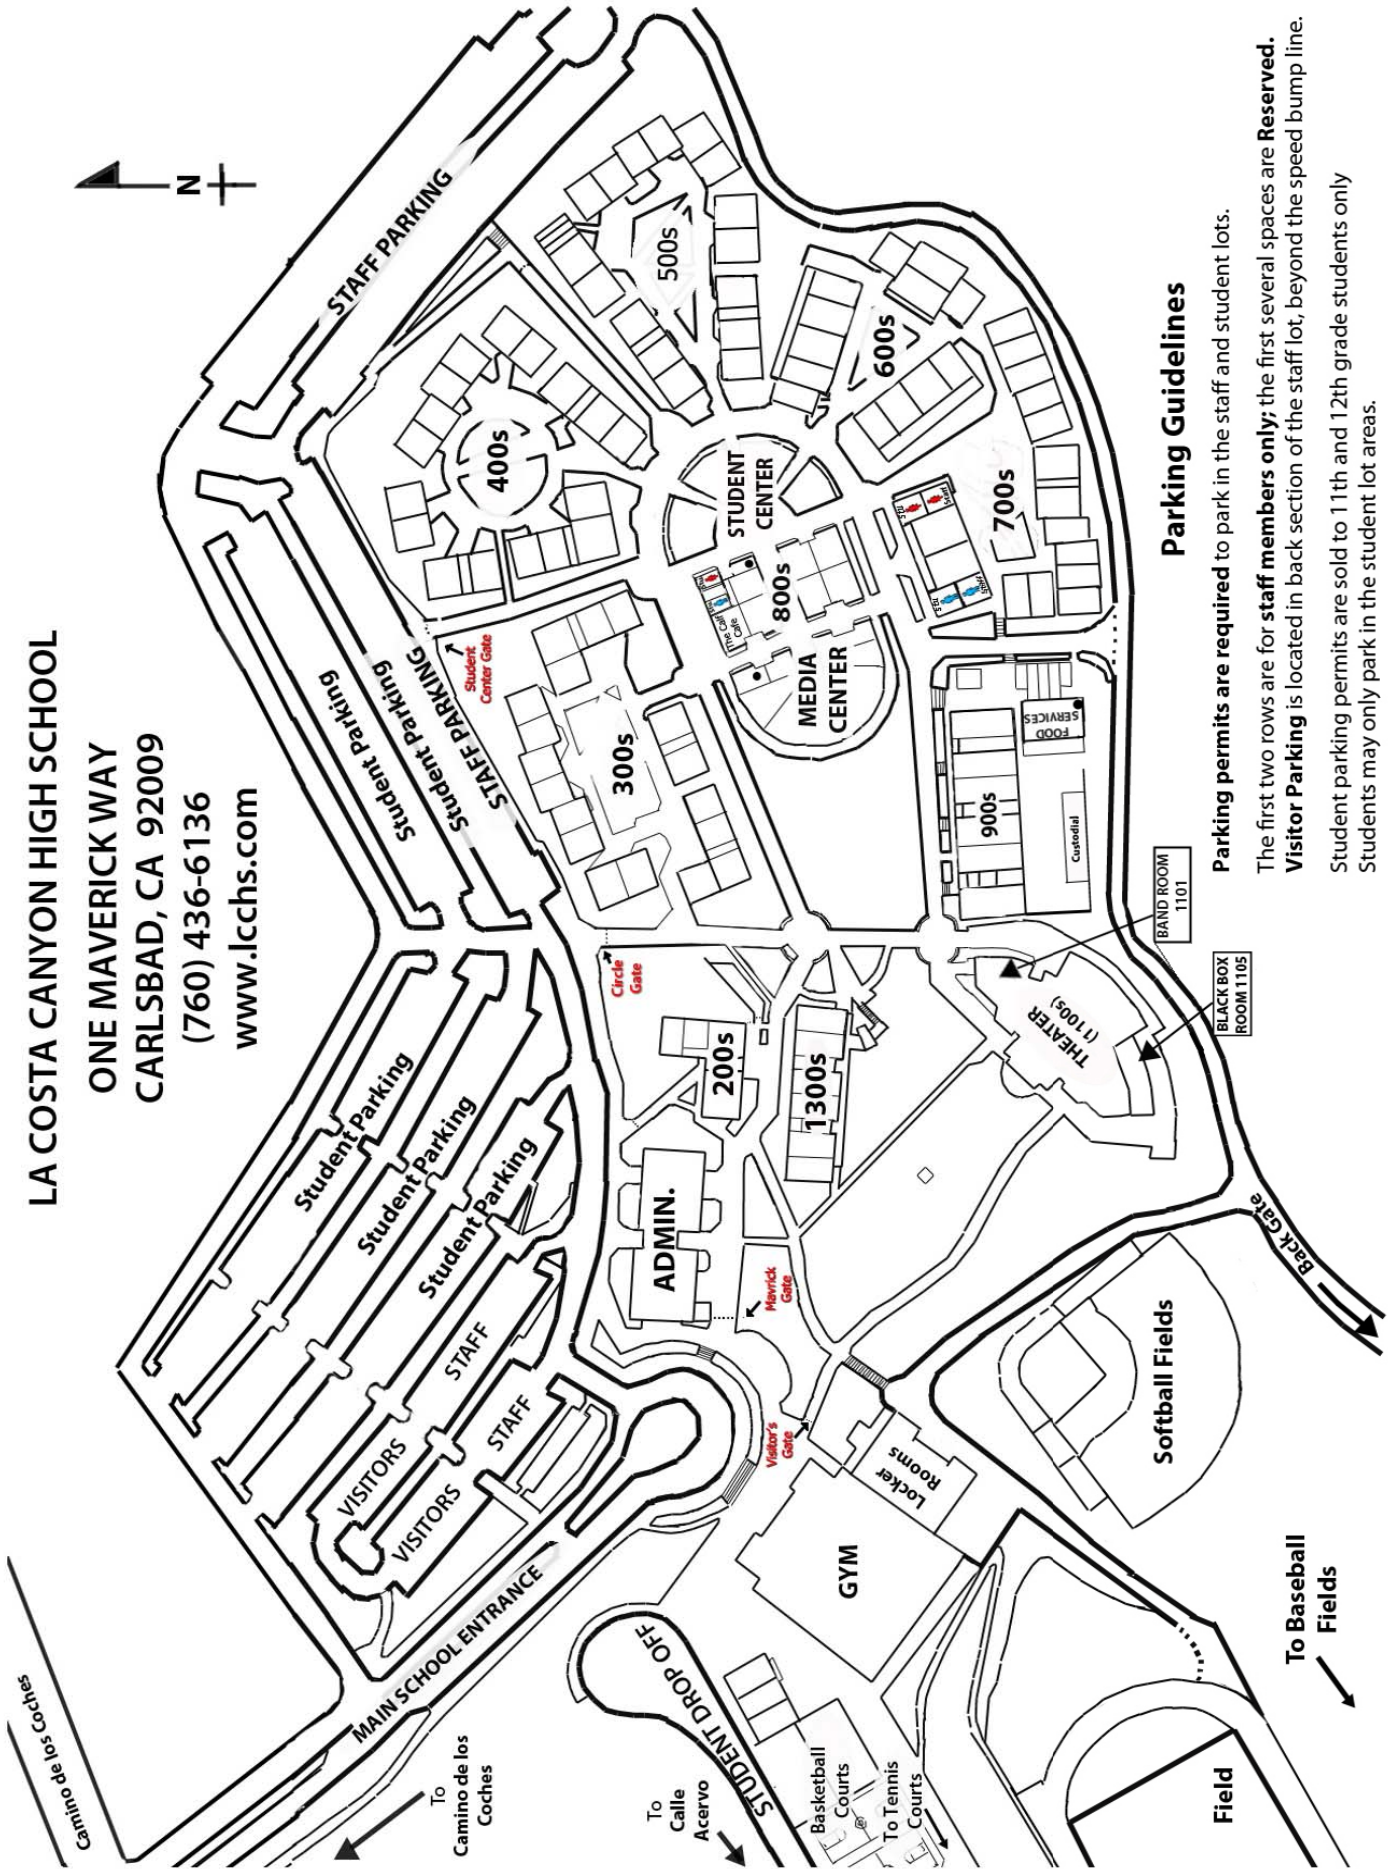 LA COSTA CANYON HIGH SCHOOL
ONE MAVERICK WAY
CARLSBAD, CA 92009
(760) 436-6136
www.lcchs.com
N
Camino de los Coches
To
Camino de los
Coches
MAIN SCHOOL ENTRANCE
VISITORS
VISITORS
STAFF
STAFF
Student Parking
Student Parking
Student Parking
Student Parking
Student Parking
Student Parking
STAFF PARKING
STAFF PARKING
Student
Center Gate
Circle
Gate
Mavrick
Gate
Visitor's
Gate
To
Calle
Acervo
STUDENT DROP OFF
Basketball
Courts
To Tennis
Courts
GYM
Locker
Rooms
ADMIN.
200s
1300s
300s
400s
500s
600s
700s
800s
900s
STUDENT
CENTER
MEDIA
CENTER
The Calf
Cafe
FOOD
SERVICES
Custodial
THEATER
(1100s)
BAND ROOM
1101
BLACK BOX
ROOM 1105
Back Gate
Softball Fields
To Baseball
Fields
Field
Parking Guidelines
Parking permits are required to park in the staff and student lots.
The first two rows are for staff members only; the first several spaces are Reserved.
Visitor Parking is located in back section of the staff lot, beyond the speed bump line.
Student parking permits are sold to 11th and 12th grade students only
Students may only park in the student lot areas.